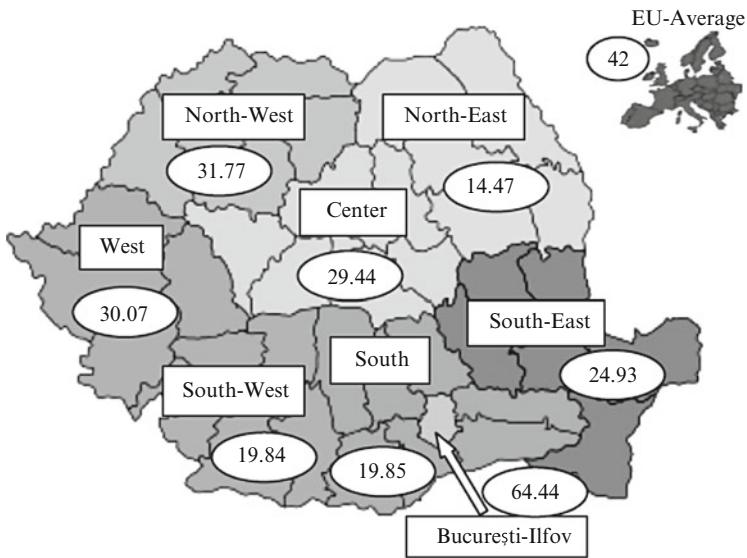 EU-Average
42
North-West
31.77
North-East
14.47
Center
29.44
West
30.07
South-East
24.93
South
19.85
South-West
19.84
64.44
București-Ilfov